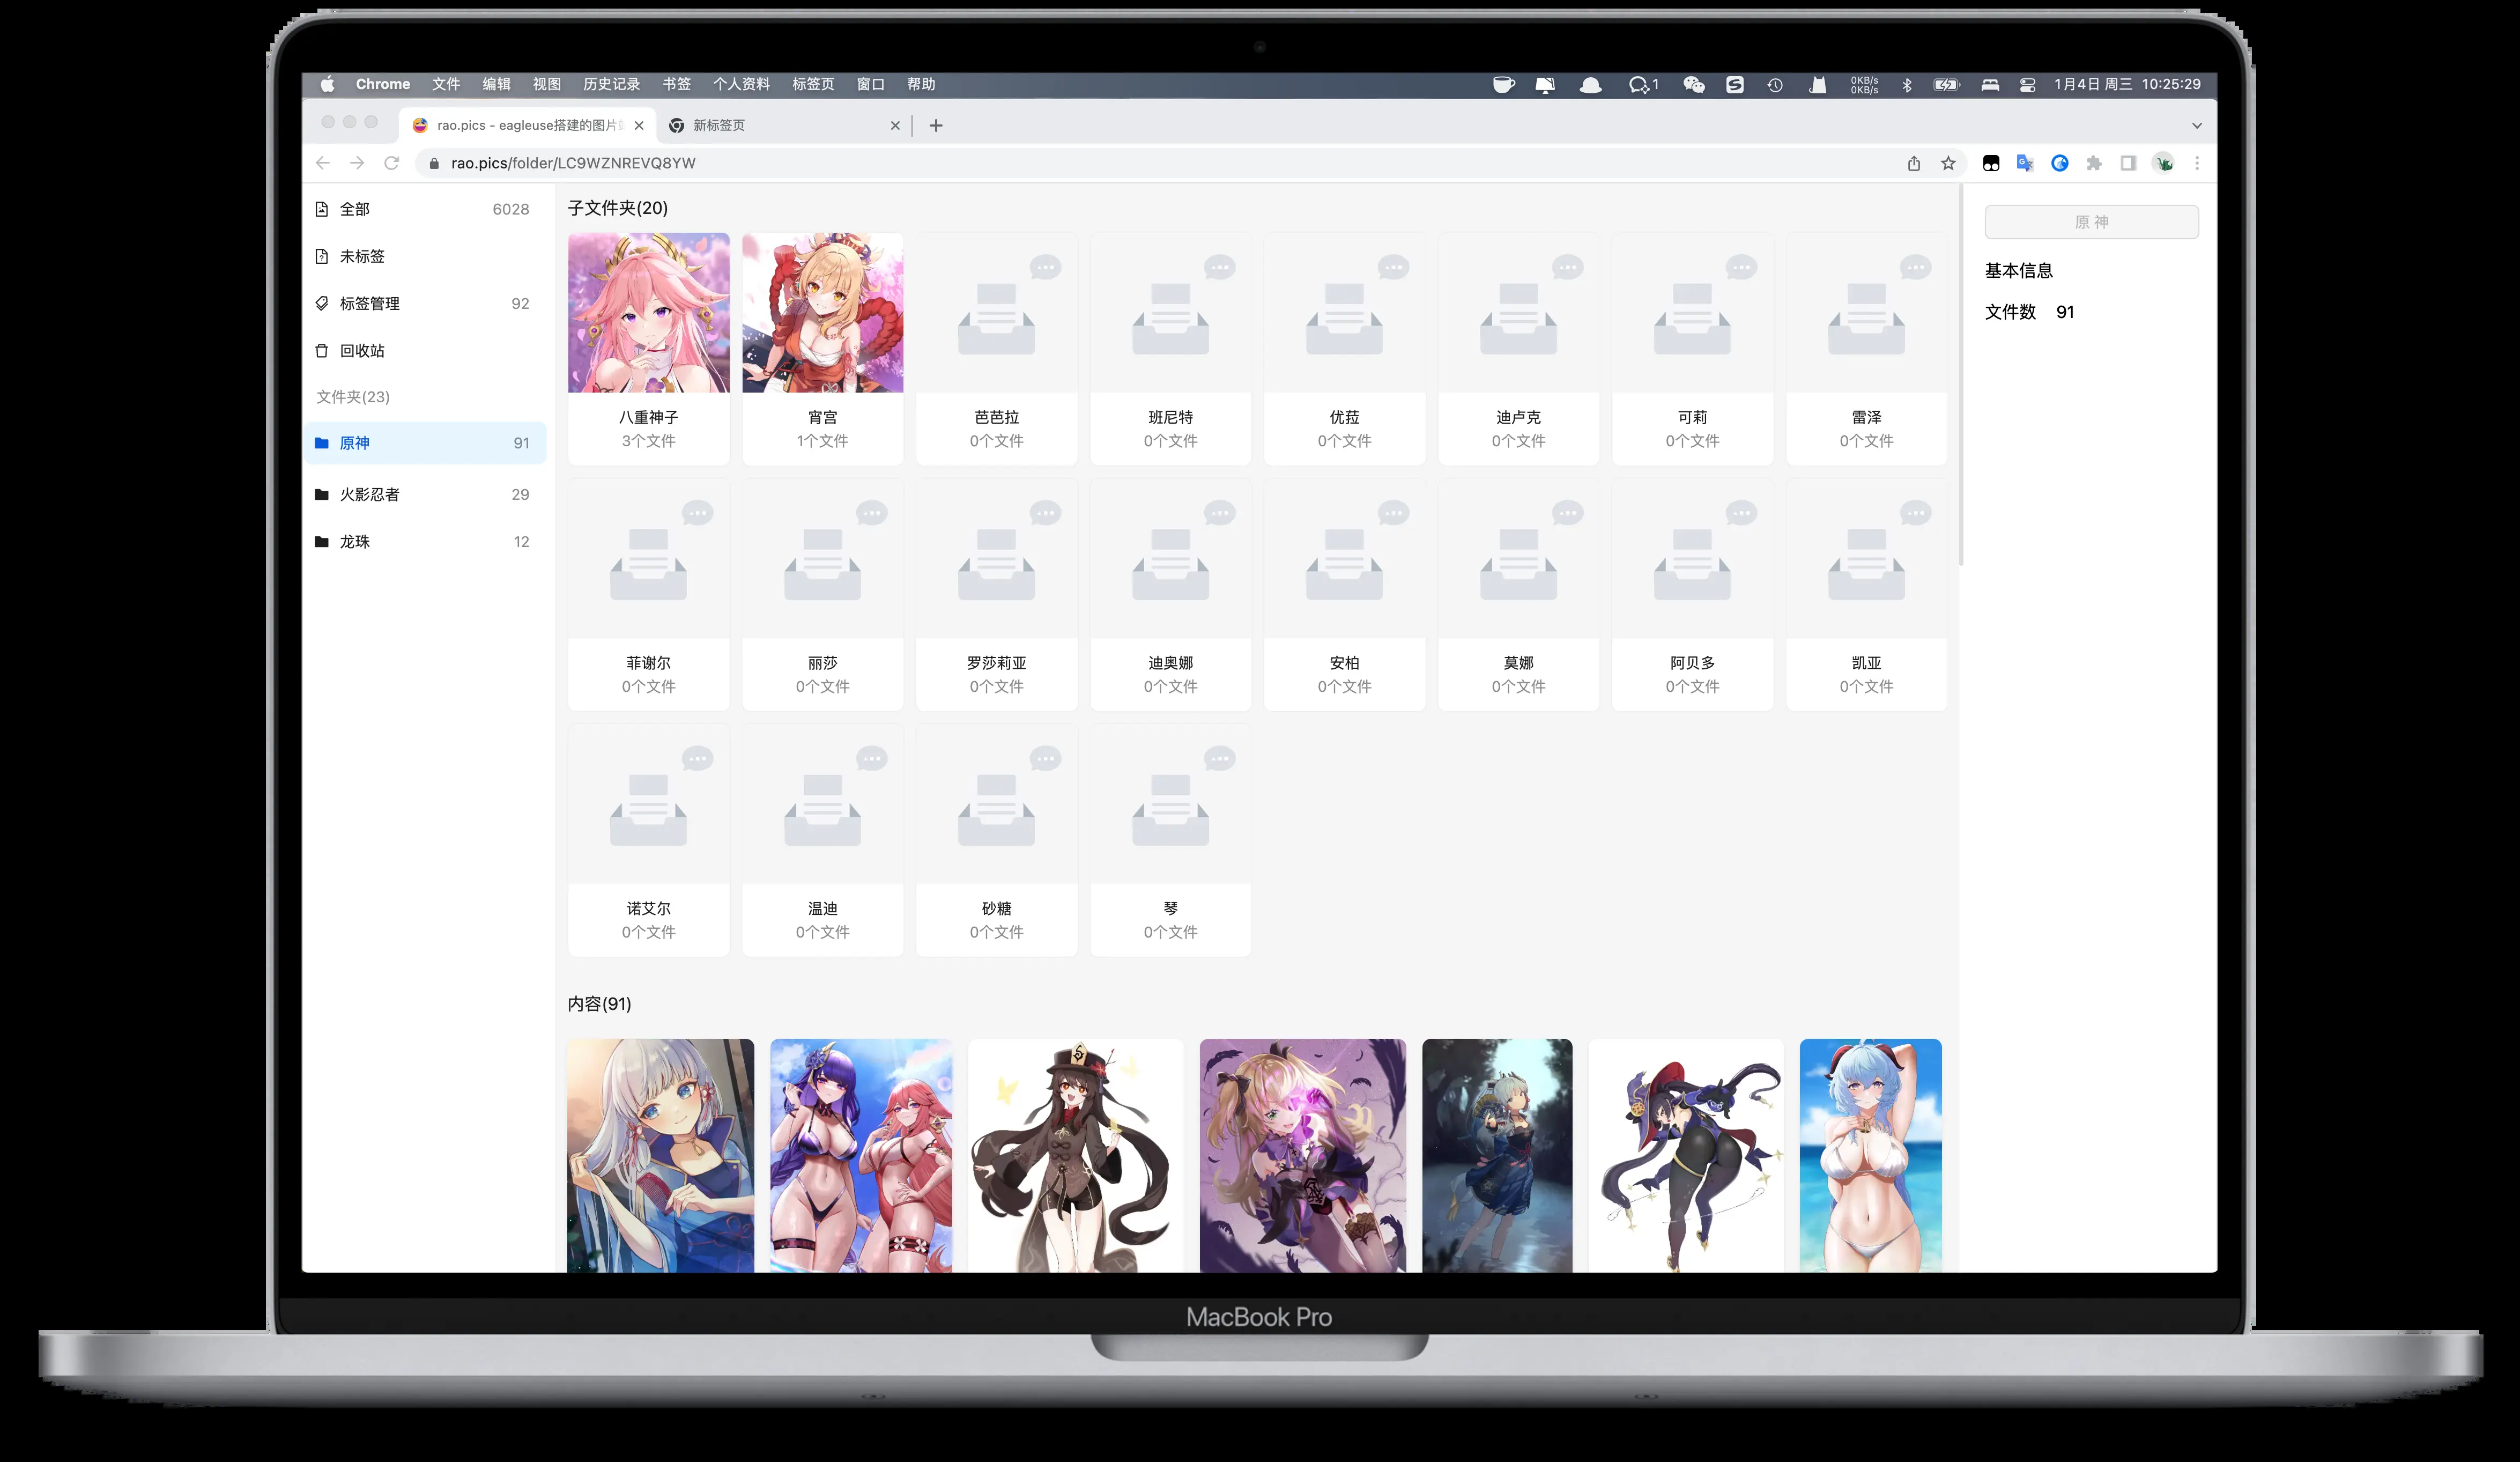 Chrome 文件 编辑 视图 历史记录 书签 个人资料 标签页 窗口 帮助
1 0KB/s 0KB/s 1月4日 周三 10:25:29
rao.pics - eagleuse搭建的图片 新标签页
rao.pics/folder/LC9WZNREVQ8YW
全部 6028
未标签
标签管理 92
回收站
文件夹(23)
原神 91
火影忍者 29
龙珠 12
子文件夹(20)
八重神子 宵宫 芭芭拉 班尼特 优菈 迪卢克 可莉 雷泽
3个文件 1个文件 0个文件 0个文件 0个文件 0个文件 0个文件 0个文件
菲谢尔 丽莎 罗莎莉亚 迪奥娜 安柏 莫娜 阿贝多 凯亚
0个文件 0个文件 0个文件 0个文件 0个文件 0个文件 0个文件 0个文件
诺艾尔 温迪 砂糖 琴
0个文件 0个文件 0个文件 0个文件
内容(91)
原神
基本信息
文件数 91
MacBook Pro